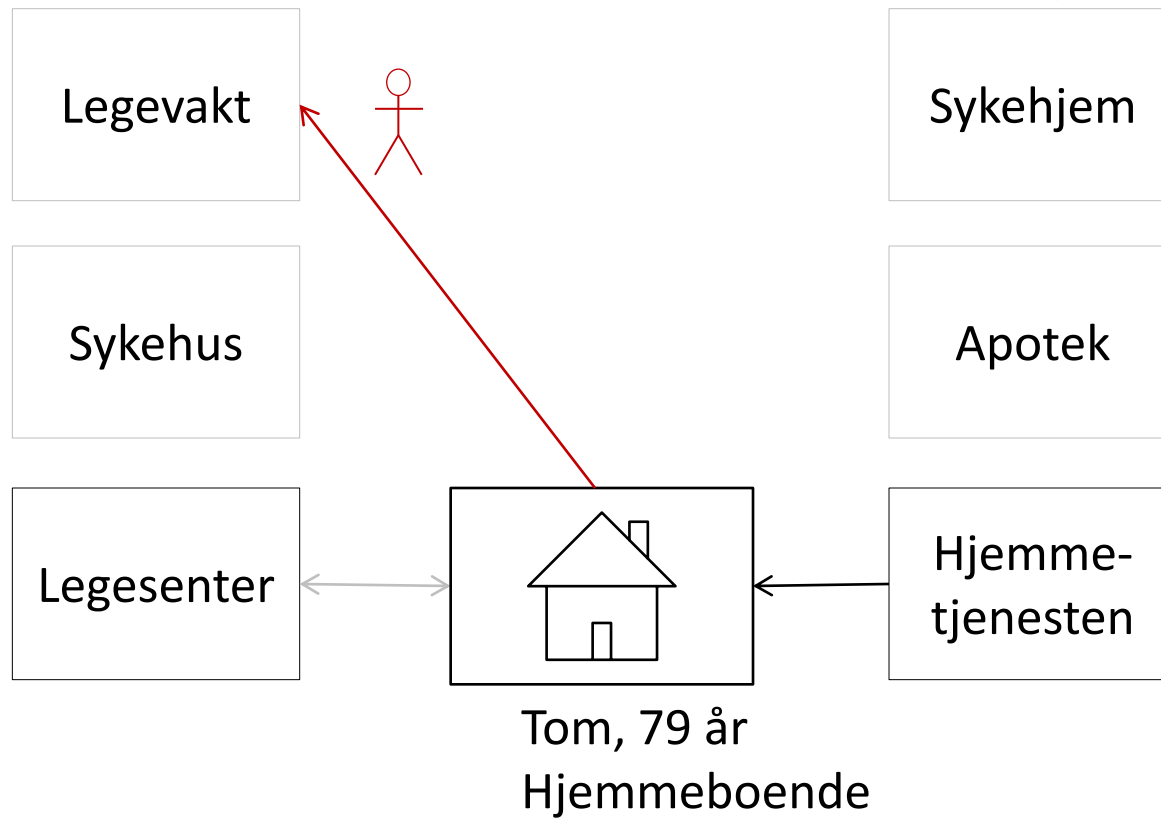 Legevakt
Sykehjem
Sykehus
Apotek
Legesenter
Hjemme-
tjenesten
Tom, 79 år
Hjemmeboende